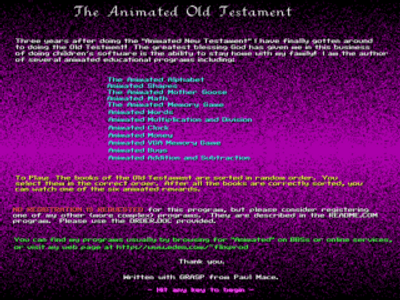 The Animated Old Testament
Three years after doing the "Animated New Testament" I have finally gotten around
to doing the Old Testement! The greatest blessing God has given me in this business
of doing children's software is the ability to stay home with my family! I am the author
of several animated educational programs including:
The Animated Alphabet
Animated Shapes
The Animated Mother Goose
Animated Math
The Animated Memory Game
Animated Words
Animated Multiplication and Division
Animated Clock
Animated Money
Animated VGA Memory Game
Animated Bugs
Animated Addition and Subtraction
To Play: The books of the Old Testament are sorted in random order. You
select them in the correct order. After all the books are correctly sorted, you
can watch one of the six animated rewards.
NO REGISTRATION IS REQUESTED for this program, but please consider registering
one of my other (more complex) programs. They are described in the README.COM
program. Please use the ORDER.DOC provided.
You can find my programs usually by browsing for "Animated" on BBSs or online services,
or visit my web page at
Thank you.
Written with GRASP from Paul Mace.
~ Hit any key to begin ~